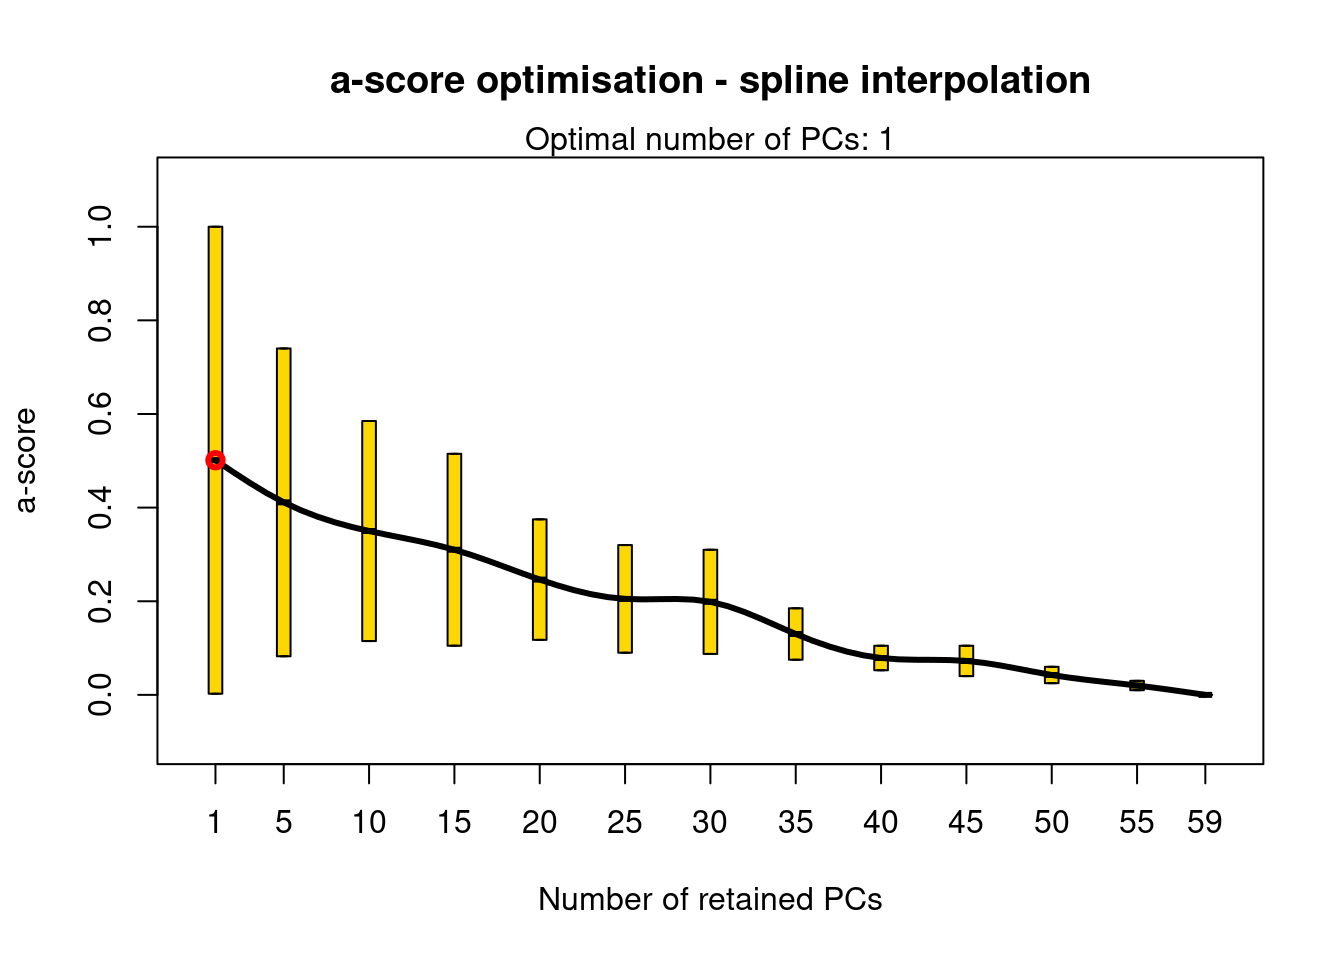 a-score optimisation - spline interpolation
Optimal number of PCs: 1
a-score
1.0
0.8
0.6
0.4
0.2
0.0
1 5 10 15 20 25 30 35 40 45 50 55 59
Number of retained PCs